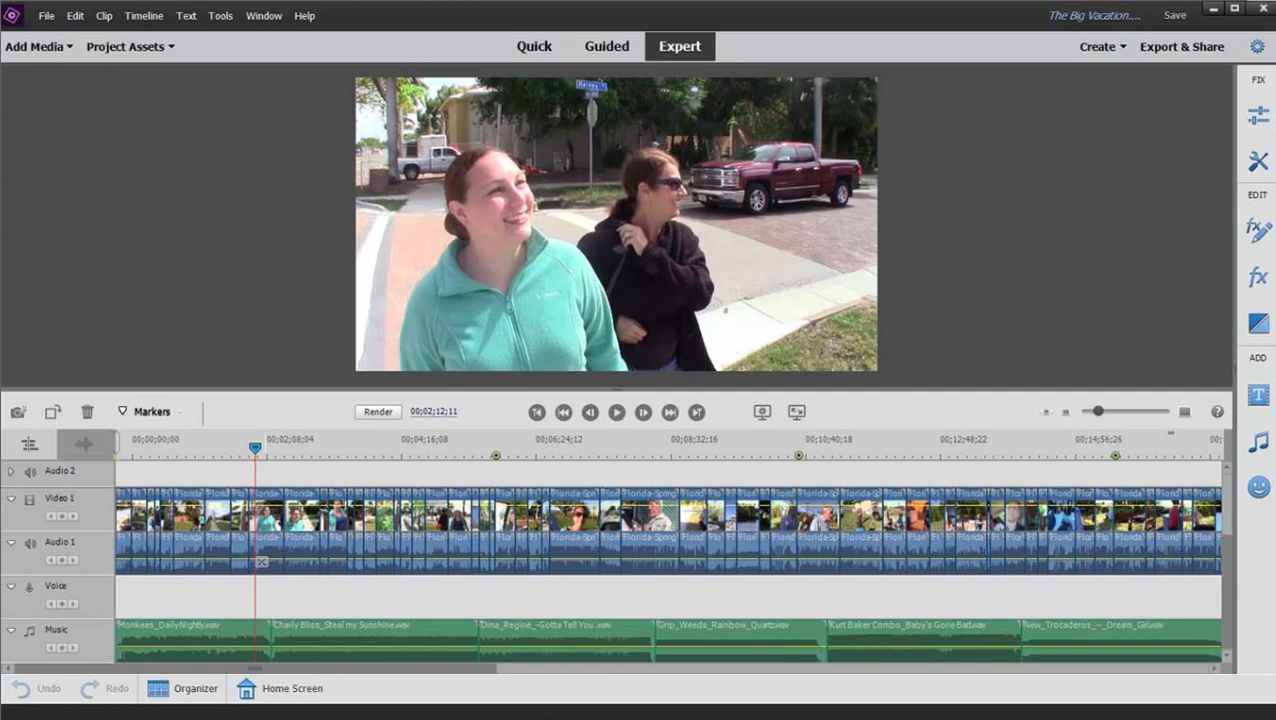 File Edit Clip Timeline Text Tools Window Help The Big Vacation.... Save
Add Media Project Assets Quick Guided Expert Create Export & Share
FIX
EDIT
ADD
Markers Render 00;02;12;11
00;00;00;00 00;02;08;04 00;04;16;08 00;06;24;12 00;08;32;16 00;10;40;18 00;12;48;22 00;14;56;26 00;
Audio 2
Video 1
Audio 1
Voice
Music
Monkees_DailyNightly.wav Charly Bliss_Steal my Sunshine.wav Dina_Regine_-Gotta Tell You .wav Grip_Weeds_Rainbow_Quartz.wav Kurt Baker Combo_Baby's Gone Bad.wav New_Trocaderos_--_Dream_Girl.wav
Undo Redo Organizer Home Screen